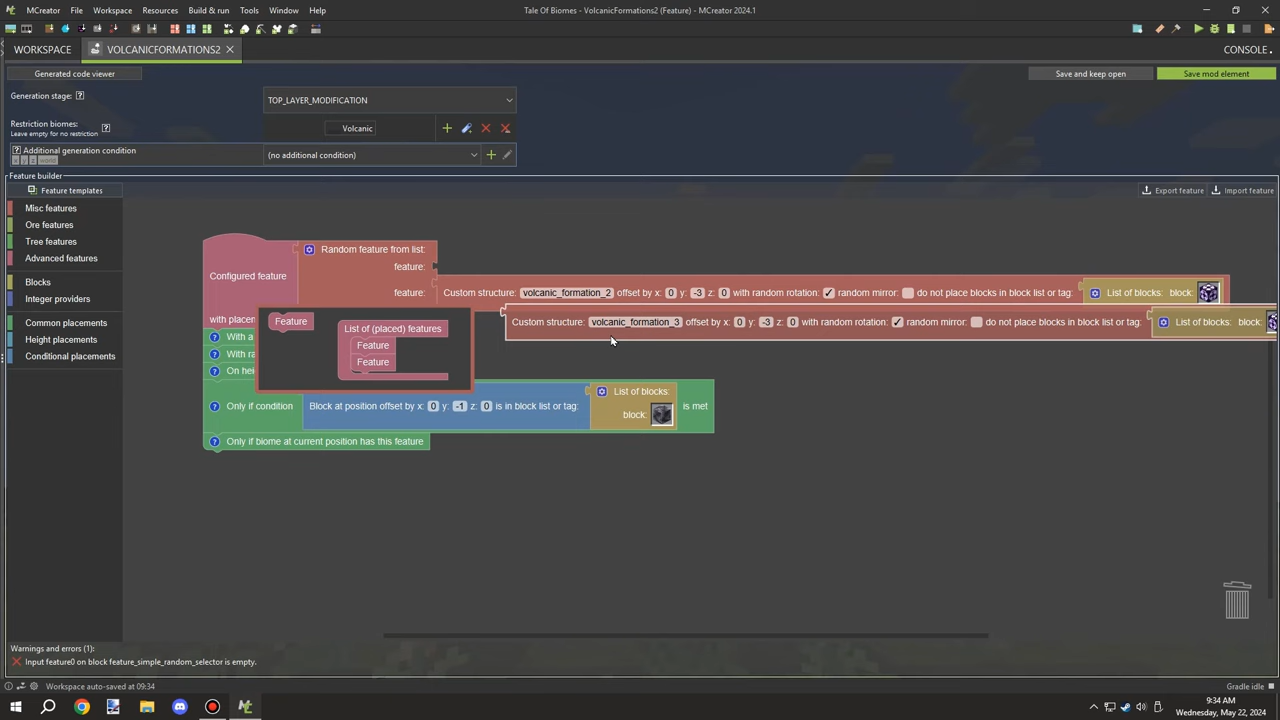 MCreator File Workspace Resources Build & run Tools Window Help
Tale Of Biomes - VolcanicFormations2 (Feature) - MCreator 2024.1
WORKSPACE
VOLCANICFORMATIONS2
CONSOLE
Generated code viewer
Save and keep open
Save mod element
Generation stage:
TOP_LAYER_MODIFICATION
Restriction biomes:
Leave empty for no restriction
Volcanic
Additional generation condition
x y z world
(no additional condition)
Feature builder
Feature templates
Export feature
Import feature
Misc features
Ore features
Tree features
Advanced features
Blocks
Integer providers
Common placements
Height placements
Conditional placements
Random feature from list:
feature:
Configured feature
feature: Custom structure: volcanic_formation_2 offset by x: 0 y: -3 z: 0 with random rotation: ✓ random mirror: do not place blocks in block list or tag: List of blocks: block:
with placen
Feature
List of (placed) features
Feature
Feature
Custom structure: volcanic_formation_3 offset by x: 0 y: -3 z: 0 with random rotation: ✓ random mirror: do not place blocks in block list or tag: List of blocks: block:
With a
With ra
On hei
Only if condition Block at position offset by x: 0 y: -1 z: 0 is in block list or tag: List of blocks: block: is met
Only if biome at current position has this feature
Warnings and errors (1):
Input feature0 on block feature_simple_random_selector is empty.
Workspace auto-saved at 09:34
Gradle idle
9:34 AM
Wednesday, May 22, 2024